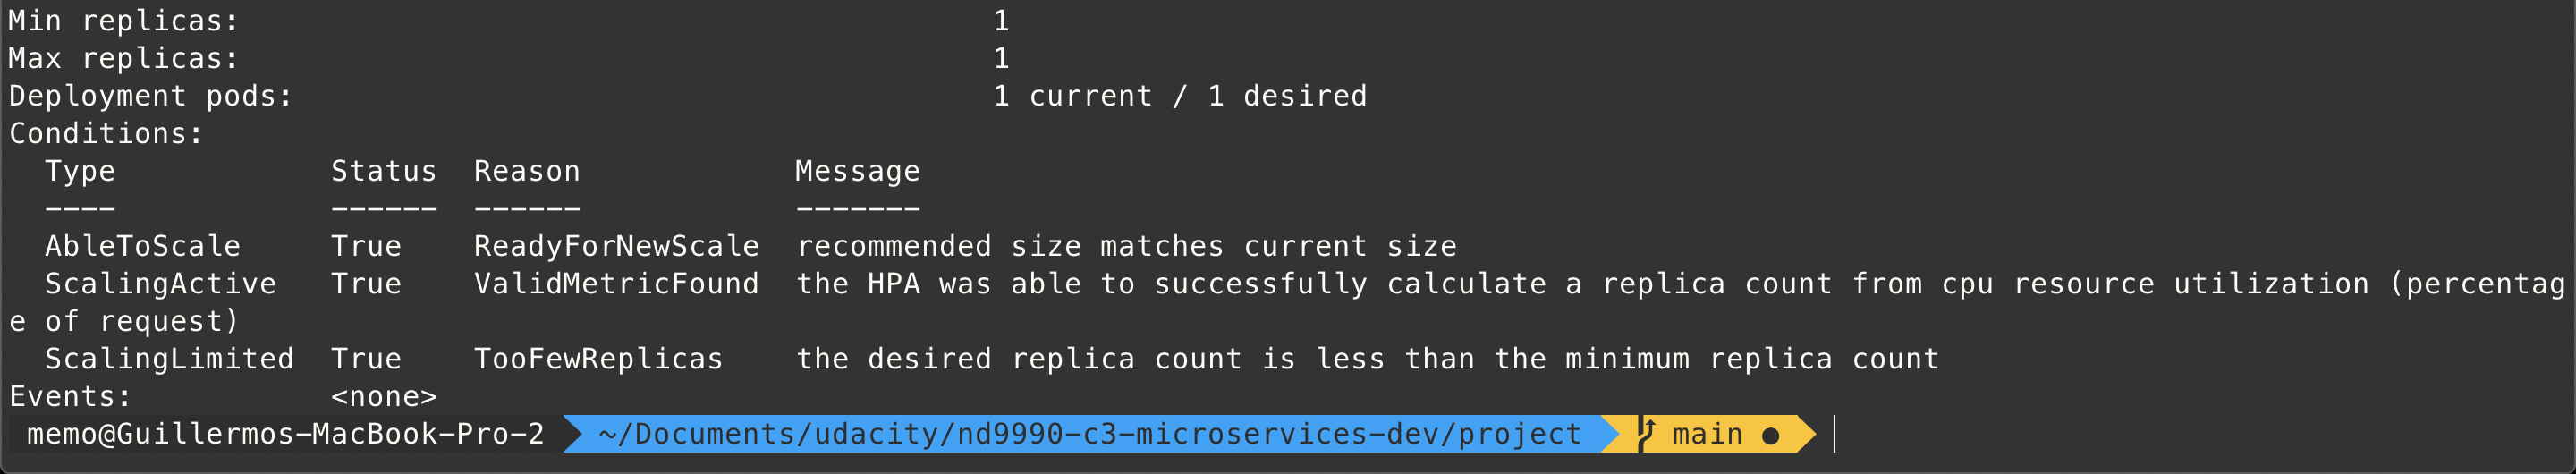 Min replicas:                                          1
Max replicas:                                          1
Deployment pods:                                       1 current / 1 desired
Conditions:
  Type            Status  Reason            Message
  ----            ------  ------            -------
  AbleToScale     True    ReadyForNewScale  recommended size matches current size
  ScalingActive   True    ValidMetricFound  the HPA was able to successfully calculate a replica count from cpu resource utilization (percentag
e of request)
  ScalingLimited  True    TooFewReplicas    the desired replica count is less than the minimum replica count
Events:           <none>
memo@Guillermos-MacBook-Pro-2 ~/Documents/udacity/nd9990-c3-microservices-dev/project main ●